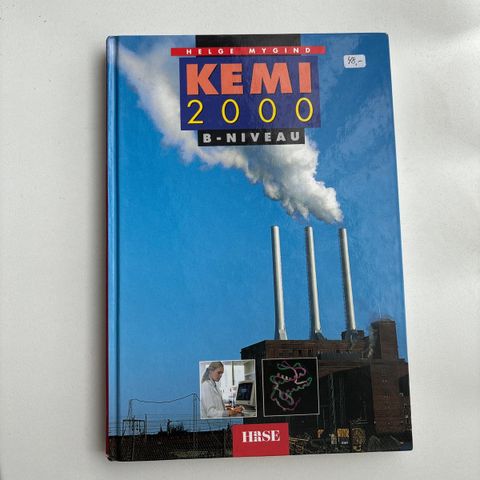 HELGE MYGIND
48,-
KEMI
2000
B-NIVEAU
HASE